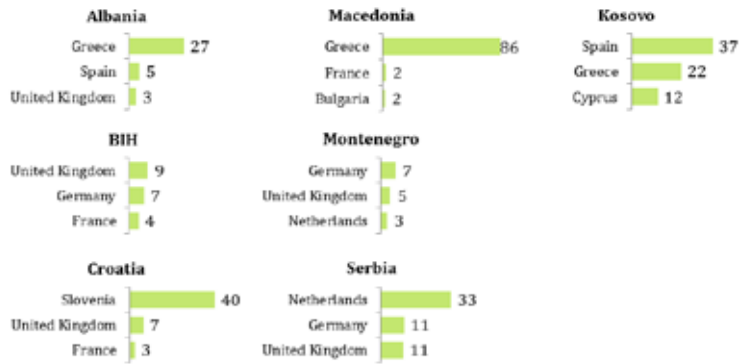 Albania
Greece 27
Spain 5
United Kingdom 3
Macedonia
Greece 86
France 2
Bulgaria 2
Kosovo
Spain 37
Greece 22
Cyprus 12
BIH
United Kingdom 9
Germany 7
France 4
Montenegro
Germany 7
United Kingdom 5
Netherlands 3
Croatia
Slovenia 40
United Kingdom 7
France 3
Serbia
Netherlands 33
Germany 11
United Kingdom 11